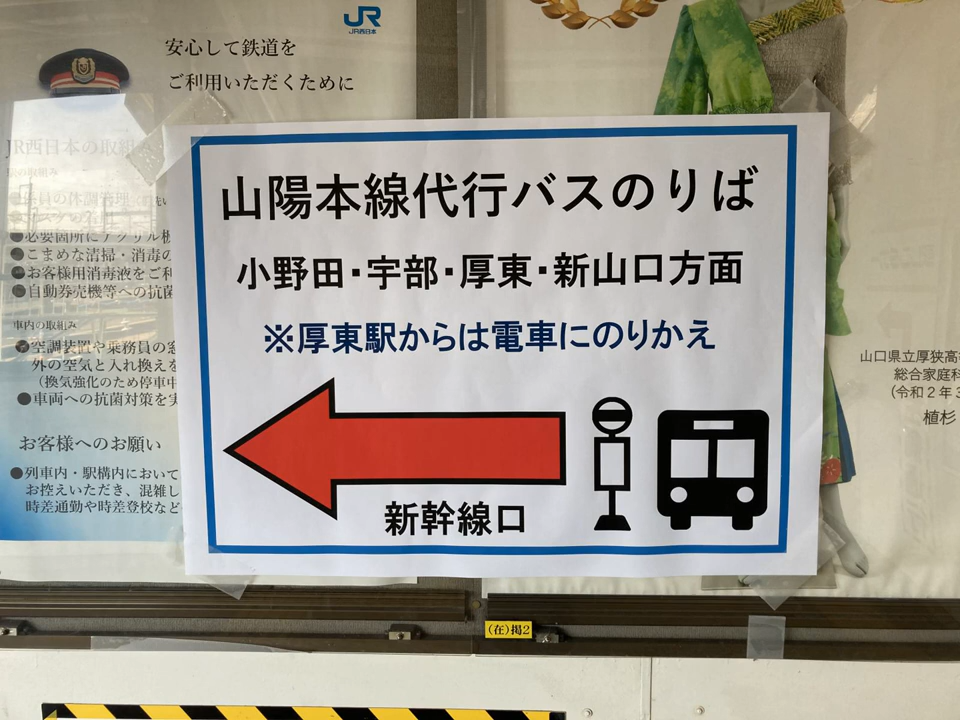 JR
JR西日本
安心して鉄道を
ご利用いただくために
JR西日本の取組み
車内の取組み
●こまめな清掃・消毒の
●お客様用消毒液をご利
●自動券売機等への抗菌
●空調装置や乗務員の窓
外の空気と入れ換えを
（換気強化のため停車中
●車両への抗菌対策を実
お客様へのお願い
●列車内・駅構内において
お控えいただき、混雑し
時差通勤や時差登校など
山陽本線代行バスのりば
小野田・宇部・厚東・新山口方面
※厚東駅からは電車にのりかえ
新幹線口
山口県立厚狭高
総合家庭科
（令和2年3
植杉
(在)掲2